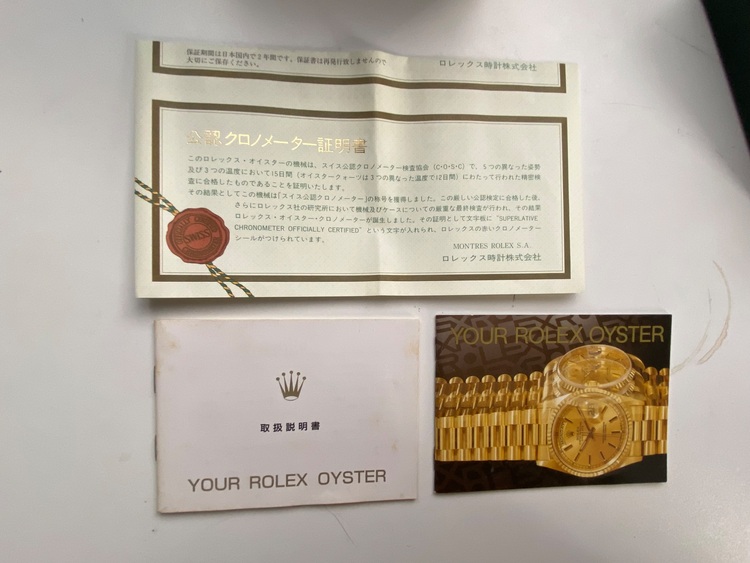 保証期間は日本国内で2年間です。保証書は再発行致しませんので
大切にご保存ください。
ロレックス時計株式会社
公認クロノメーター証明書
このロレックス・オイスターの機械は、スイス公認クロノメーター検査協会(C•O•S•C)で、5つの異なった姿勢
及び3つの温度において15日間(オイスタークォーツは3つの異なった温度で12日間)にわたって行われた精密検
査に合格したものであることを証明いたします。
その結果としてこの機械は「スイス公認クロノメーター」の称号を獲得しました。この厳しい公認検定に合格した後、
さらにロレックス社の研究所において機械及びケースについての厳重な最終検査が行われ、その結果
ロレックス・オイスター・クロノメーターが誕生しました。その証明として文字板に"SUPERLATIVE
CHRONOMETER OFFICIALLY CERTIFIED"という文字が入れられ、ロレックスの赤いクロノメーター
シールがつけられています。
SWISS
MONTRES ROLEX S.A.
ロレックス時計株式会社
取扱説明書
YOUR ROLEX OYSTER
YOUR ROLEX OYSTER